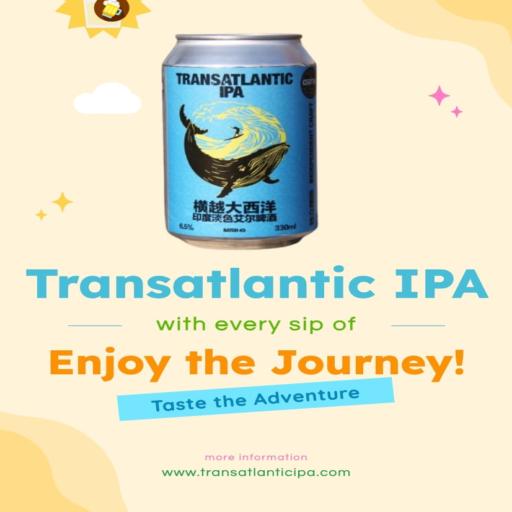 TRANSATLANTIC
IPA
横越大西洋
印度淡色艾尔啤酒
6.5%
330ml
Transatlantic IPA
with every sip of
Enjoy the Journey!
Taste the Adventure
more information
www.transatlanticipa.com